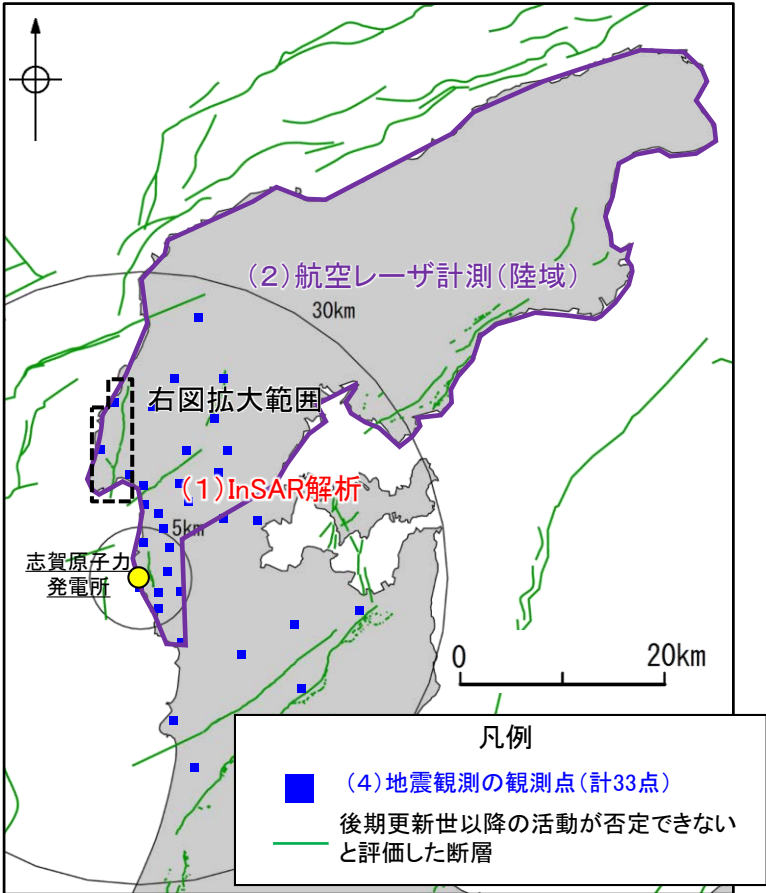 (2)航空レーザ計測(陸域)
30km
右図拡大範囲
(1)InSAR解析
5km
志賀原子力
発電所
0 20km
凡例
(4)地震観測の観測点(計33点)
後期更新世以降の活動が否定できない
と評価した断層